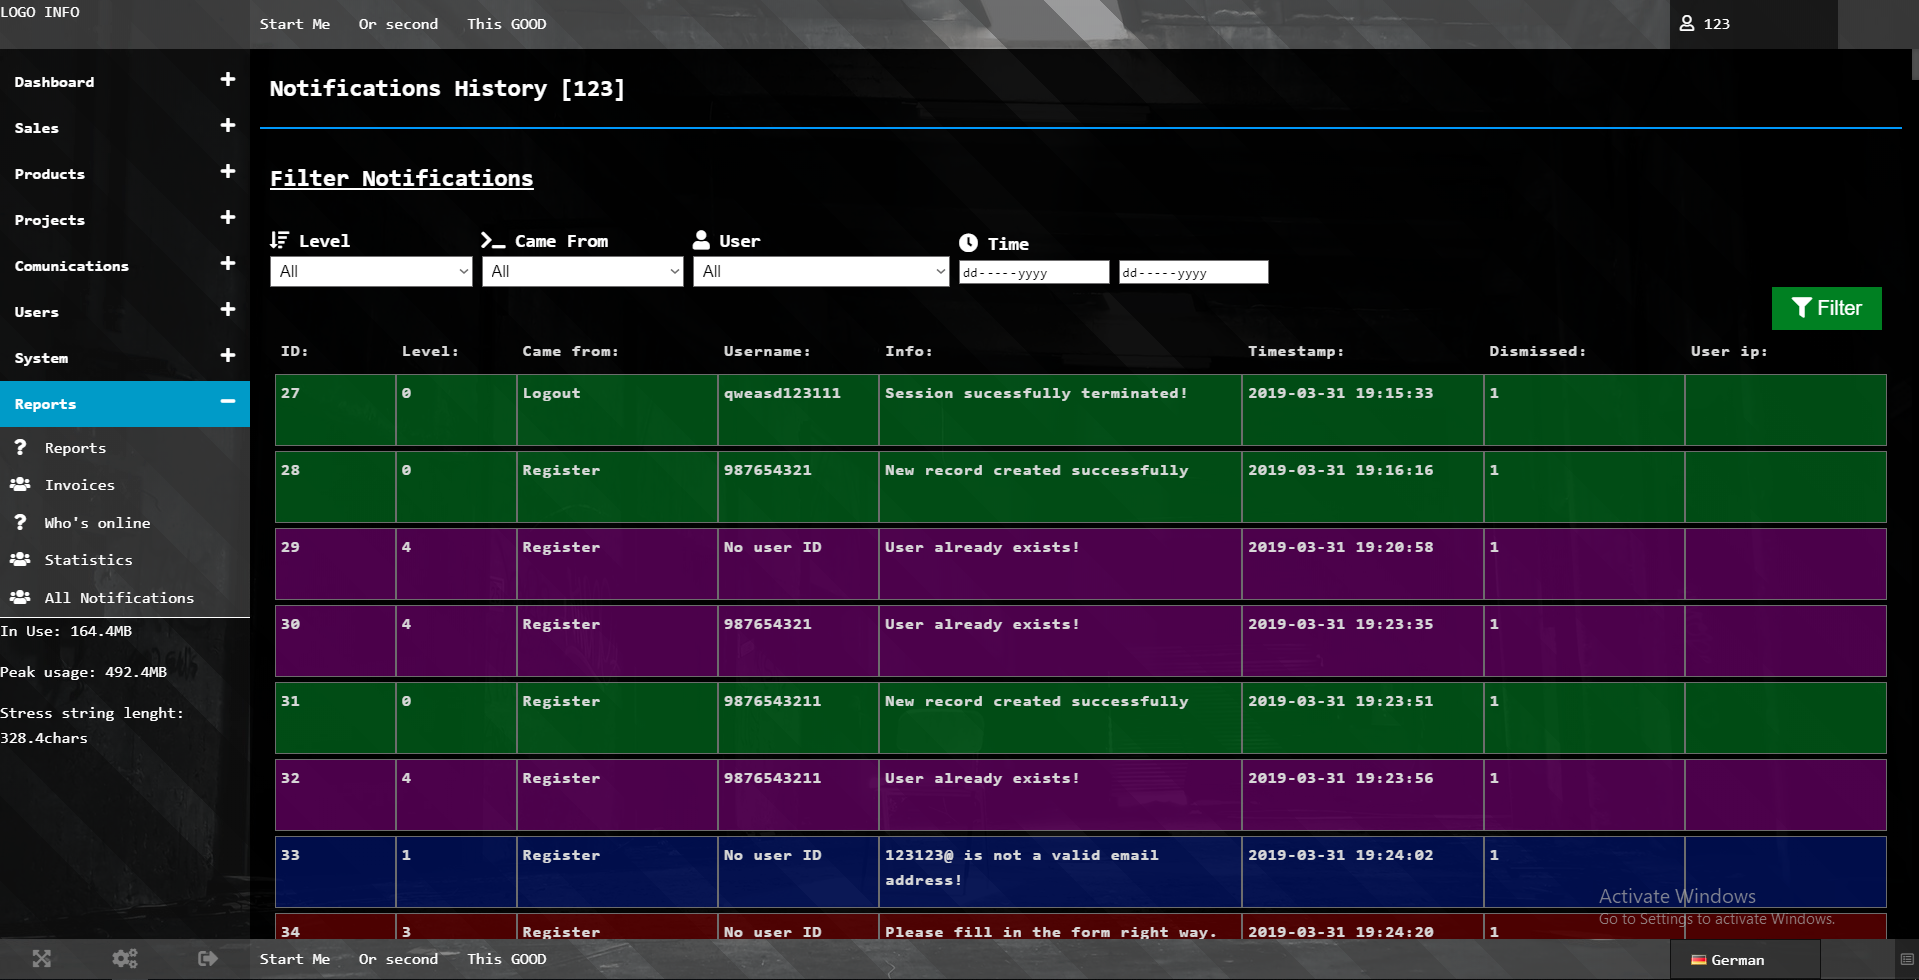 LOGO INFO
Start Me Or second This GOOD
123
Dashboard
Sales
Products
Projects
Comunications
Users
System
Reports
Reports
Invoices
Who's online
Statistics
All Notifications
In Use: 164.4MB
Peak usage: 492.4MB
Stress string lenght:
328.4chars
Notifications History [123]
Filter Notifications
Level Came From User Time
All All All dd-----yyyy dd-----yyyy
Filter
ID: Level: Came from: Username: Info: Timestamp: Dismissed: User ip:
27 0 Logout qweasd123111 Session sucessfully terminated! 2019-03-31 19:15:33 1
28 0 Register 987654321 New record created successfully 2019-03-31 19:16:16 1
29 4 Register No user ID User already exists! 2019-03-31 19:20:58 1
30 4 Register 987654321 User already exists! 2019-03-31 19:23:35 1
31 0 Register 9876543211 New record created successfully 2019-03-31 19:23:51 1
32 4 Register 9876543211 User already exists! 2019-03-31 19:23:56 1
33 1 Register No user ID 123123@ is not a valid email 2019-03-31 19:24:02 1
address!
34 3 Register No user ID Please fill in the form right way. 2019-03-31 19:24:20 1
Activate Windows
Go to Settings to activate Windows.
Start Me Or second This GOOD
German